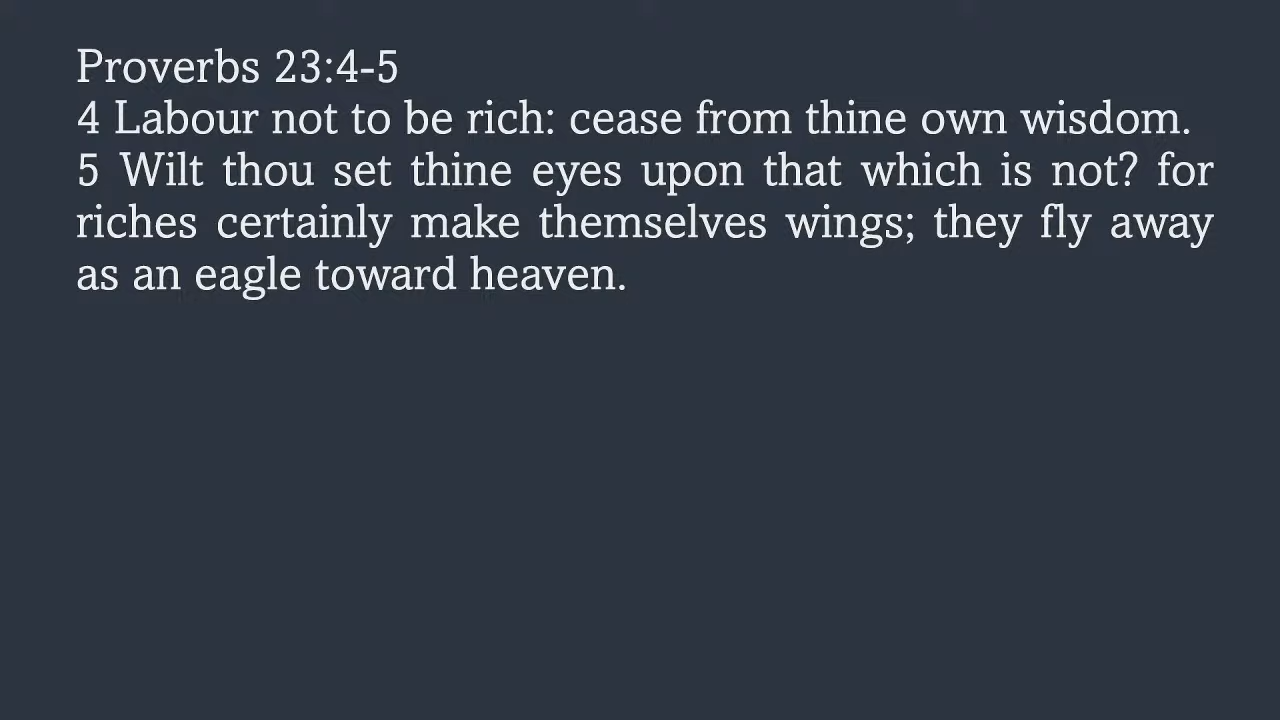 Proverbs 23:4-5
4 Labour not to be rich: cease from thine own wisdom.
5 Wilt thou set thine eyes upon that which is not? for
riches certainly make themselves wings; they fly away
as an eagle toward heaven.